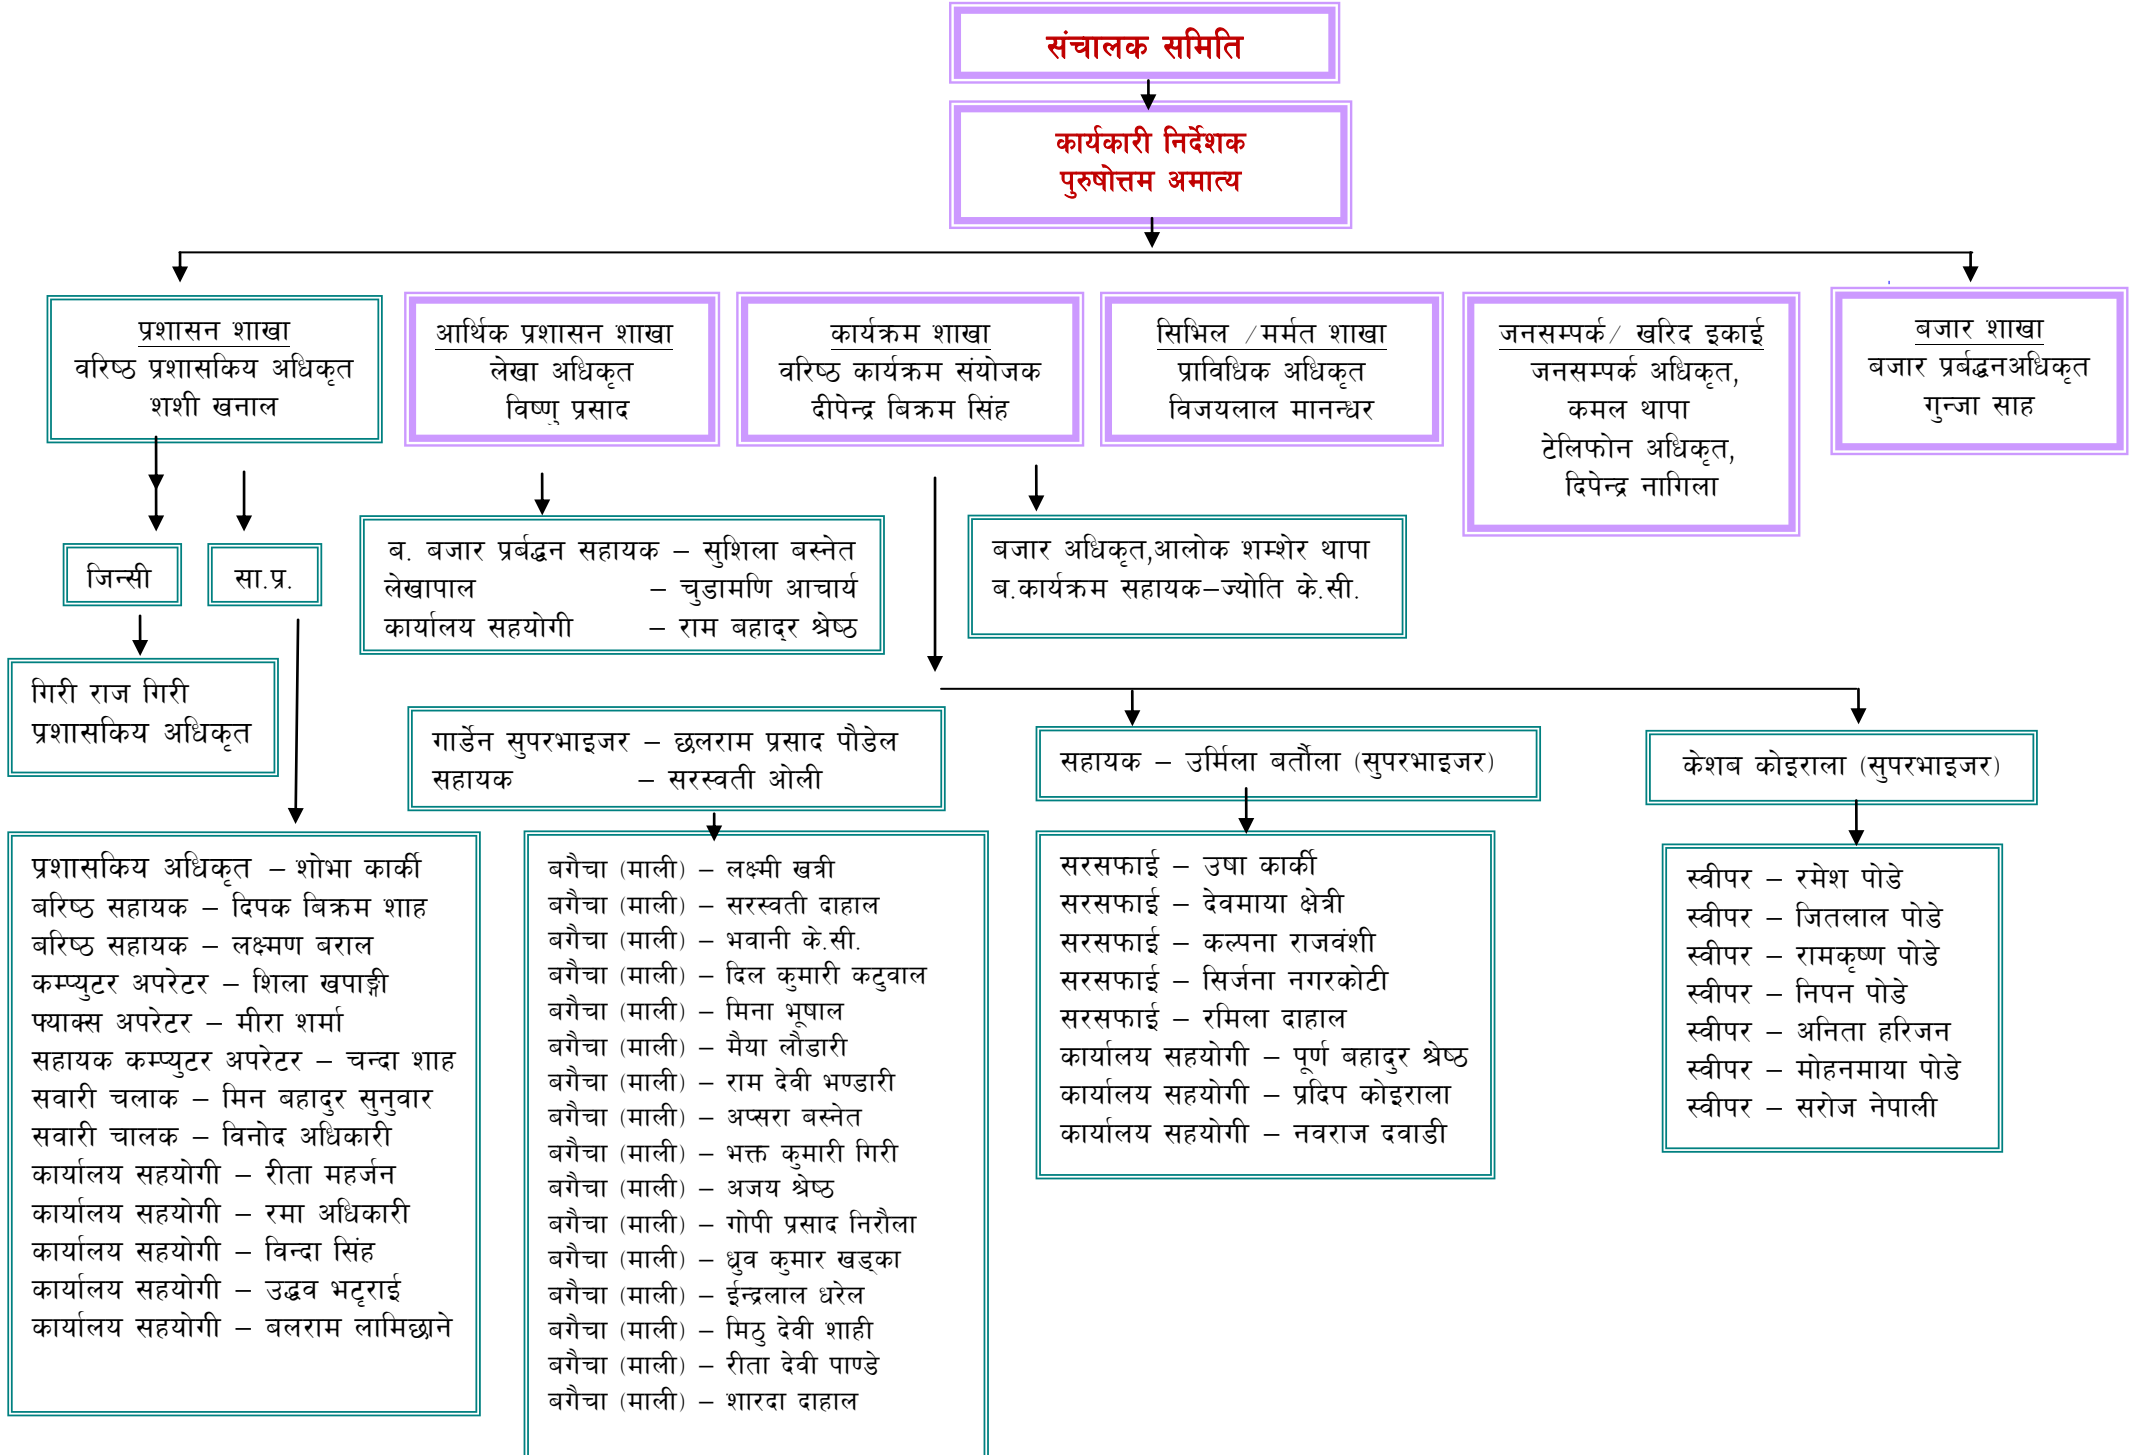 संचालक समिति
कार्यकारी निर्देशक
पुरुषोत्तम अमात्य
प्रशासन शाखा
वरिष्ठ प्रशासकिय अधिकृत
शशी खनाल
आर्थिक प्रशासन शाखा
लेखा अधिकृत
विष्णु प्रसाद
कार्यक्रम शाखा
वरिष्ठ कार्यक्रम संयोजक
दीपेन्द्र बिक्रम सिंह
सिभिल /मर्मत शाखा
प्राविधिक अधिकृत
विजयलाल मानन्धर
जनसम्पर्क/ खरिद इकाई
जनसम्पर्क अधिकृत,
कमल थापा
टेलिफोन अधिकृत,
दिपेन्द्र नागिला
बजार शाखा
बजार प्रर्बद्धनअधिकृत
गुन्जा साह
जिन्सी
सा.प्र.
ब. बजार प्रर्बद्धन सहायक – सुशिला बस्नेत
लेखापाल – चुडामणि आचार्य
कार्यालय सहयोगी – राम बहादुर श्रेष्ठ
बजार अधिकृत,आलोक शम्शेर थापा
ब.कार्यक्रम सहायक–ज्योति के.सी.
गिरी राज गिरी
प्रशासकिय अधिकृत
गार्डेन सुपरभाइजर – छलराम प्रसाद पौडेल
सहायक – सरस्वती ओली
सहायक – उर्मिला बर्तौला (सुपरभाइजर)
केशब कोइराला (सुपरभाइजर)
प्रशासकिय अधिकृत – शोभा कार्की
बरिष्ठ सहायक – दिपक बिक्रम शाह
बरिष्ठ सहायक – लक्ष्मण बराल
कम्प्युटर अपरेटर – शिला खपाङ्गी
फ्याक्स अपरेटर – मीरा शर्मा
सहायक कम्प्युटर अपरेटर – चन्दा शाह
सवारी चलाक – मिन बहादुर सुनुवार
सवारी चालक – विनोद अधिकारी
कार्यालय सहयोगी – रीता महर्जन
कार्यालय सहयोगी – रमा अधिकारी
कार्यालय सहयोगी – विन्दा सिंह
कार्यालय सहयोगी – उद्धव भट्टराई
कार्यालय सहयोगी – बलराम लामिछाने
बगैचा (माली) – लक्ष्मी खत्री
बगैचा (माली) – सरस्वती दाहाल
बगैचा (माली) – भवानी के.सी.
बगैचा (माली) – दिल कुमारी कटुवाल
बगैचा (माली) – मिना भूषाल
बगैचा (माली) – मैया लौडारी
बगैचा (माली) – राम देवी भण्डारी
बगैचा (माली) – अप्सरा बस्नेत
बगैचा (माली) – भक्त कुमारी गिरी
बगैचा (माली) – अजय श्रेष्ठ
बगैचा (माली) – गोपी प्रसाद निरौला
बगैचा (माली) – ध्रुव कुमार खड्का
बगैचा (माली) – ईन्द्रलाल धरेल
बगैचा (माली) – मिठु देवी शाही
बगैचा (माली) – रीता देवी पाण्डे
बगैचा (माली) – शारदा दाहाल
सरसफाई – उषा कार्की
सरसफाई – देवमाया क्षेत्री
सरसफाई – कल्पना राजवंशी
सरसफाई – सिर्जना नगरकोटी
सरसफाई – रमिला दाहाल
कार्यालय सहयोगी – पूर्ण बहादुर श्रेष्ठ
कार्यालय सहयोगी – प्रदिप कोइराला
कार्यालय सहयोगी – नवराज दवाडी
स्वीपर – रमेश पोडे
स्वीपर – जितलाल पोडे
स्वीपर – रामकृष्ण पोडे
स्वीपर – निपन पोडे
स्वीपर – अनिता हरिजन
स्वीपर – मोहनमाया पोडे
स्वीपर – सरोज नेपाली